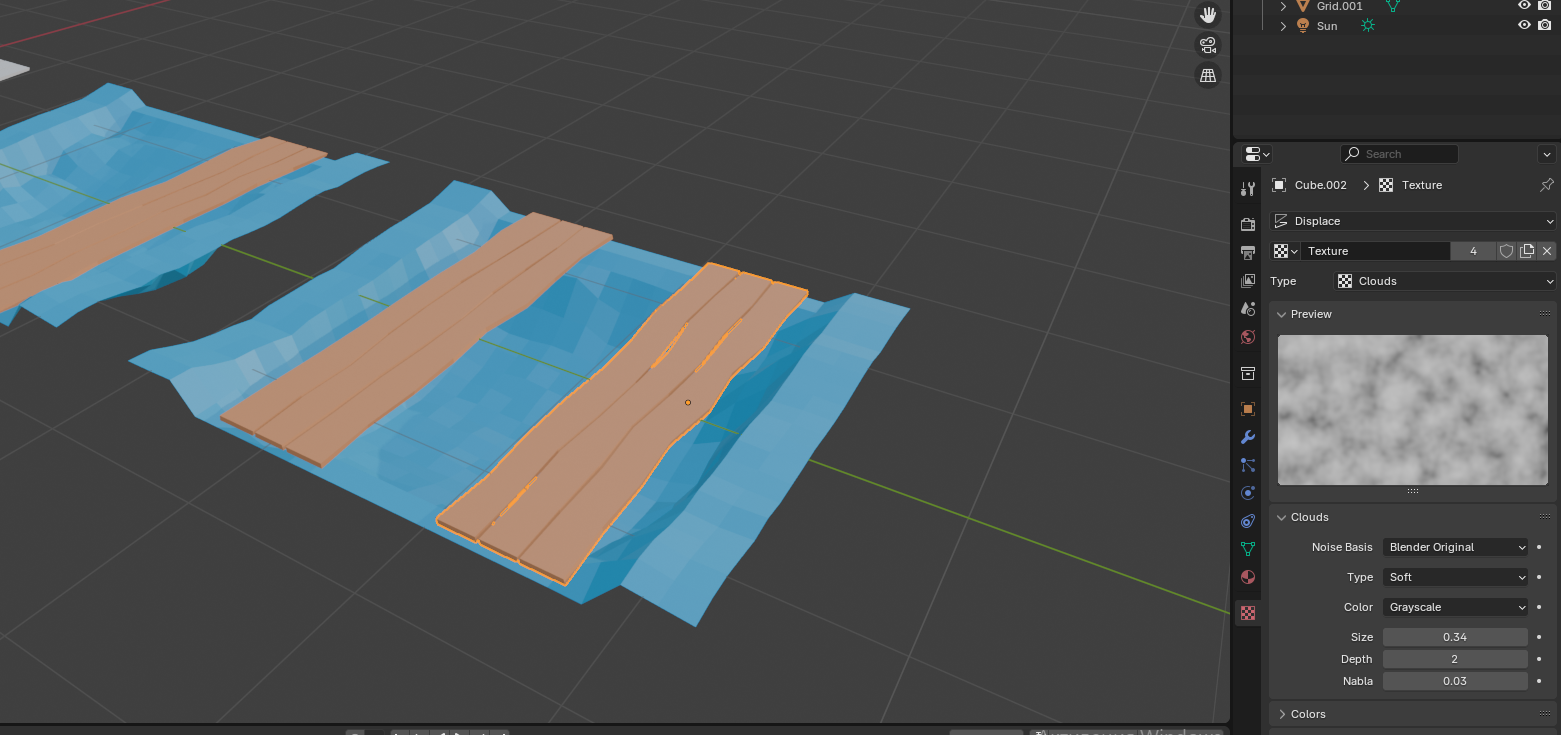 Grid.001
Sun
Search
Cube.002 Texture
Displace
Texture 4
Type Clouds
Preview
Clouds
Noise Basis Blender Original
Type Soft
Color Grayscale
Size 0.34
Depth 2
Nabla 0.03
Colors
Windows